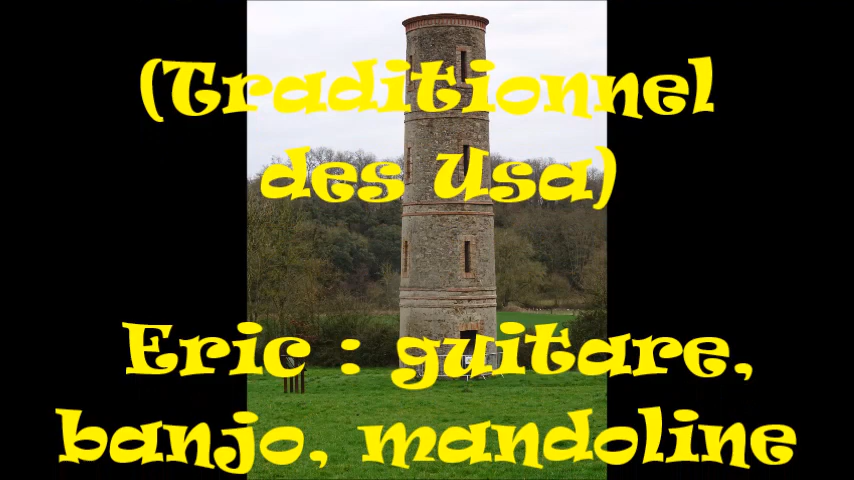 (Traditionnel
des Usa)
Eric : guitare,
banjo, mandoline